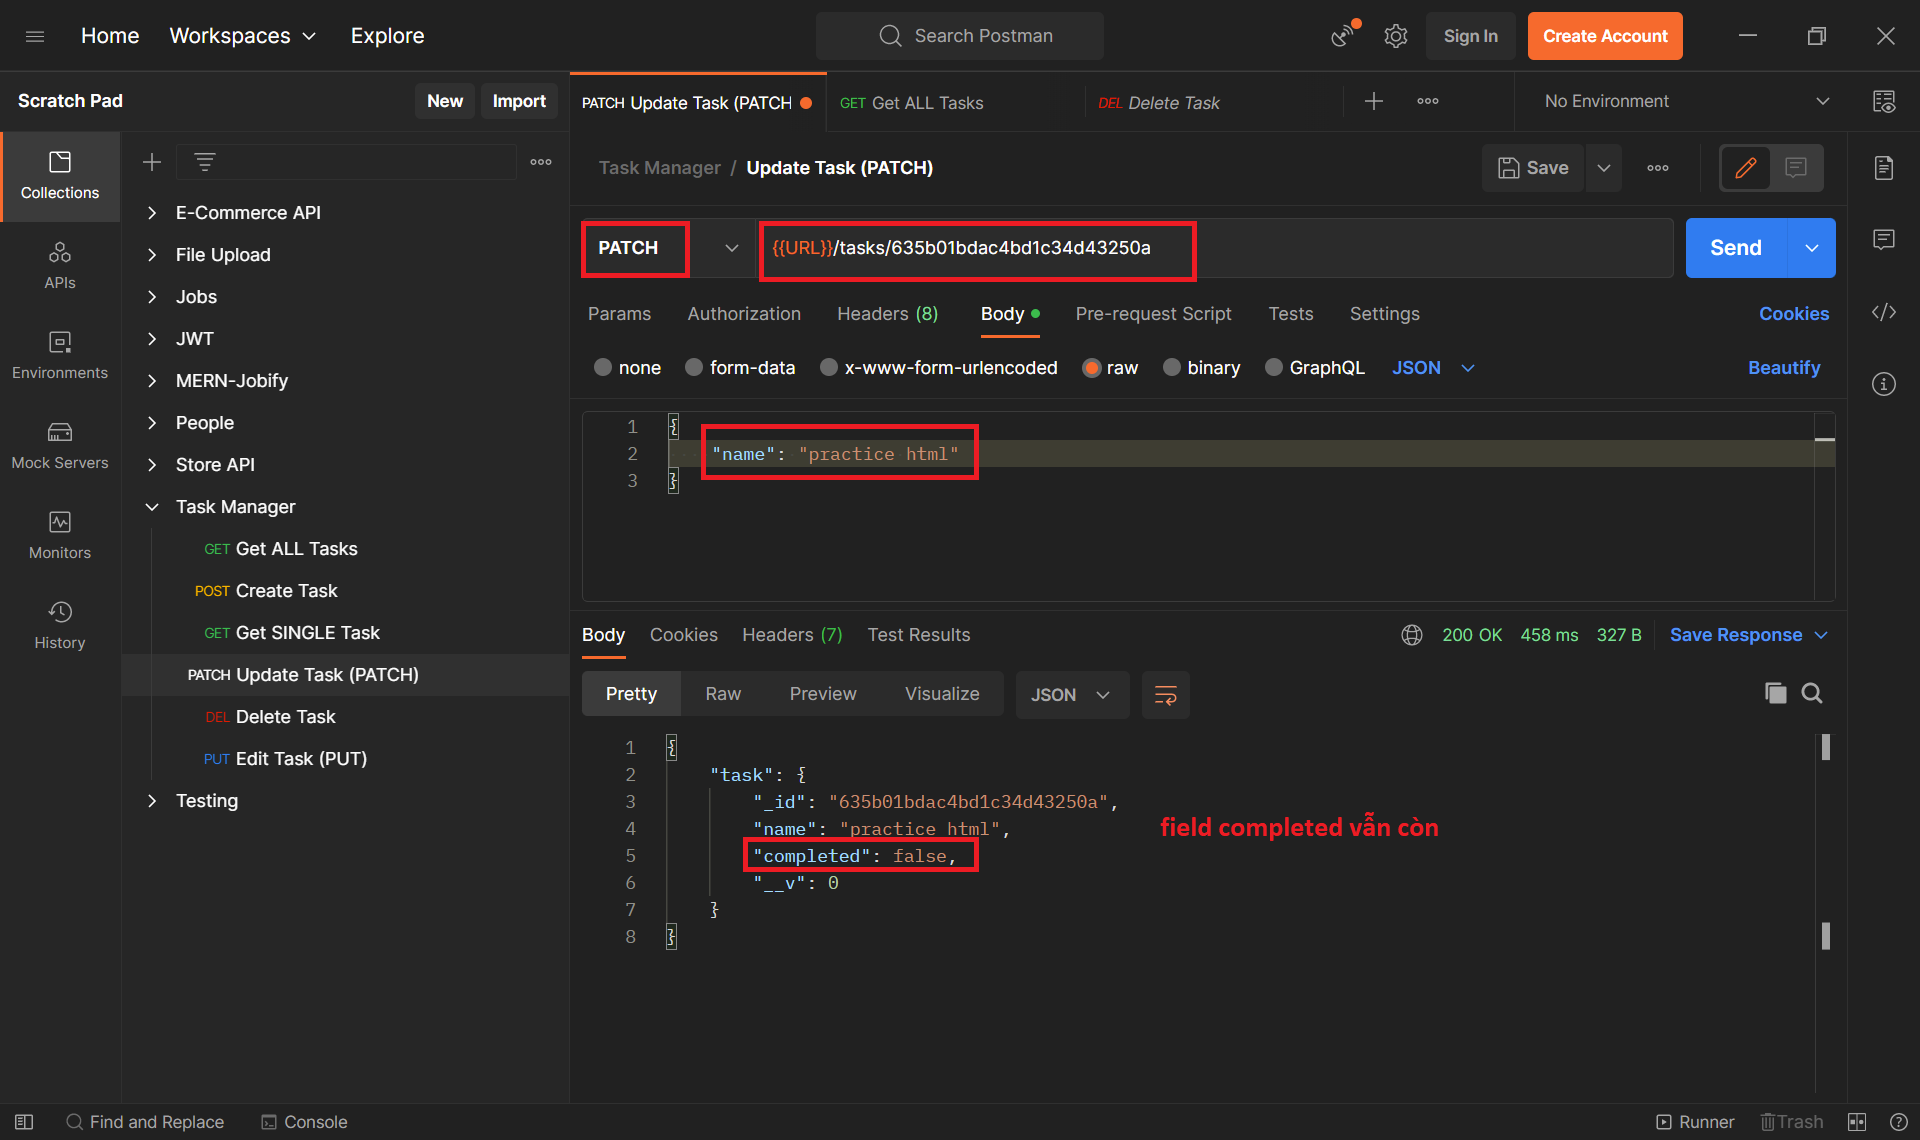 Home Workspaces Explore Search Postman Sign In Create Account
Scratch Pad New Import
PATCH Update Task (PATCH GET Get ALL Tasks DEL Delete Task No Environment
Collections
APIs
Environments
Mock Servers
Monitors
History
E-Commerce API
File Upload
Jobs
JWT
MERN-Jobify
People
Store API
Task Manager
GET Get ALL Tasks
POST Create Task
GET Get SINGLE Task
PATCH Update Task (PATCH)
DEL Delete Task
PUT Edit Task (PUT)
Testing
Task Manager / Update Task (PATCH) Save
PATCH {{URL}}/tasks/635b01bdac4bd1c34d43250a Send
Params Authorization Headers (8) Body Pre-request Script Tests Settings Cookies
none form-data x-www-form-urlencoded raw binary GraphQL JSON Beautify
1 {
2 "name": "practice html"
3 }
Body Cookies Headers (7) Test Results 200 OK 458 ms 327 B Save Response
Pretty Raw Preview Visualize JSON
1 {
2 "task": {
3 "_id": "635b01bdac4bd1c34d43250a",
4 "name": "practice html",
5 "completed": false,
6 "__v": 0
7 }
8 }
field completed vẫn còn
Find and Replace Console Runner Trash